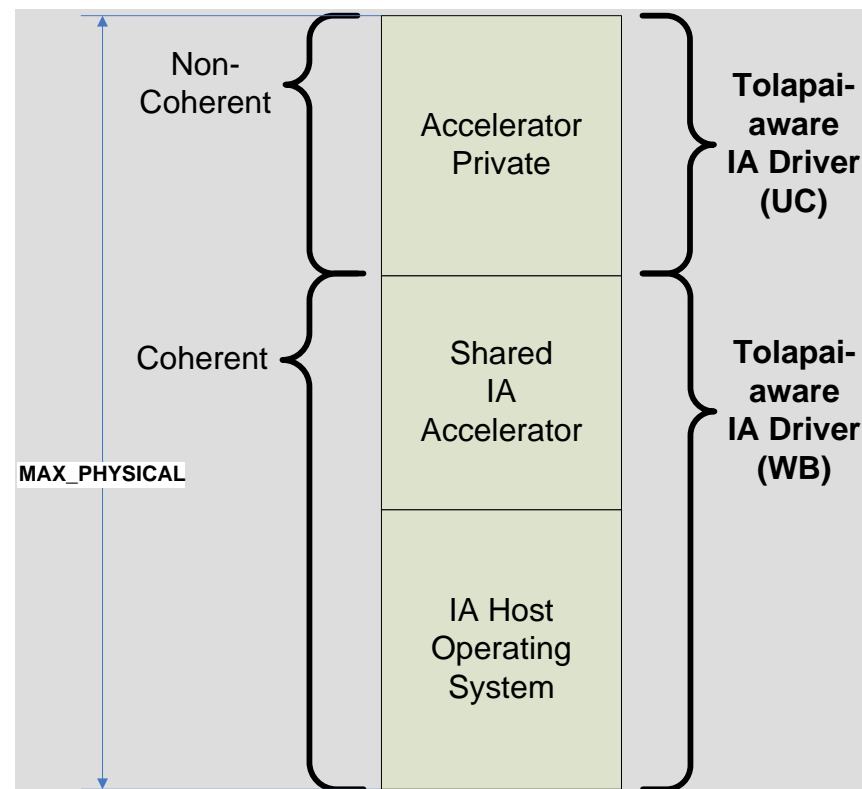 Non-
Coherent
Accelerator
Private
Tolapai-
aware
IA Driver
(UC)
Coherent
Shared
IA
Accelerator
Tolapai-
aware
IA Driver
(WB)
MAX_PHYSICAL
IA Host
Operating
System